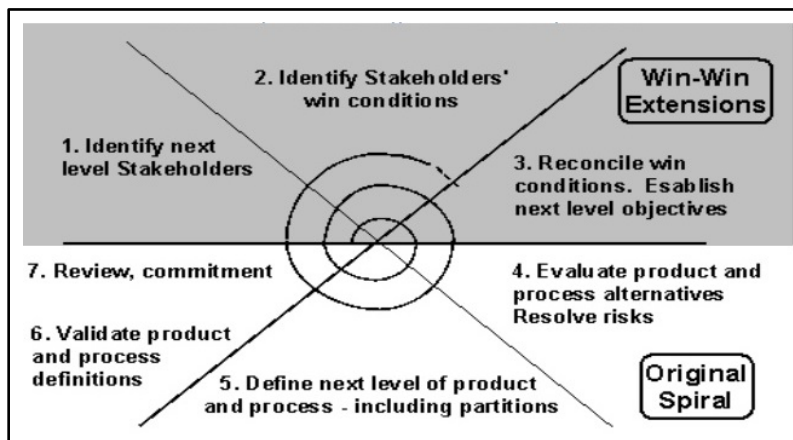 2. Identify Stakeholders'
win conditions
Win-Win
Extensions
1. Identify next
level Stakeholders
3. Reconcile win
conditions. Esablish
next level objectives
7. Review, commitment
4. Evaluate product and
process alternatives
Resolve risks
6. Validate product
and process
definitions
5. Define next level of product
and process - including partitions
Original
Spiral